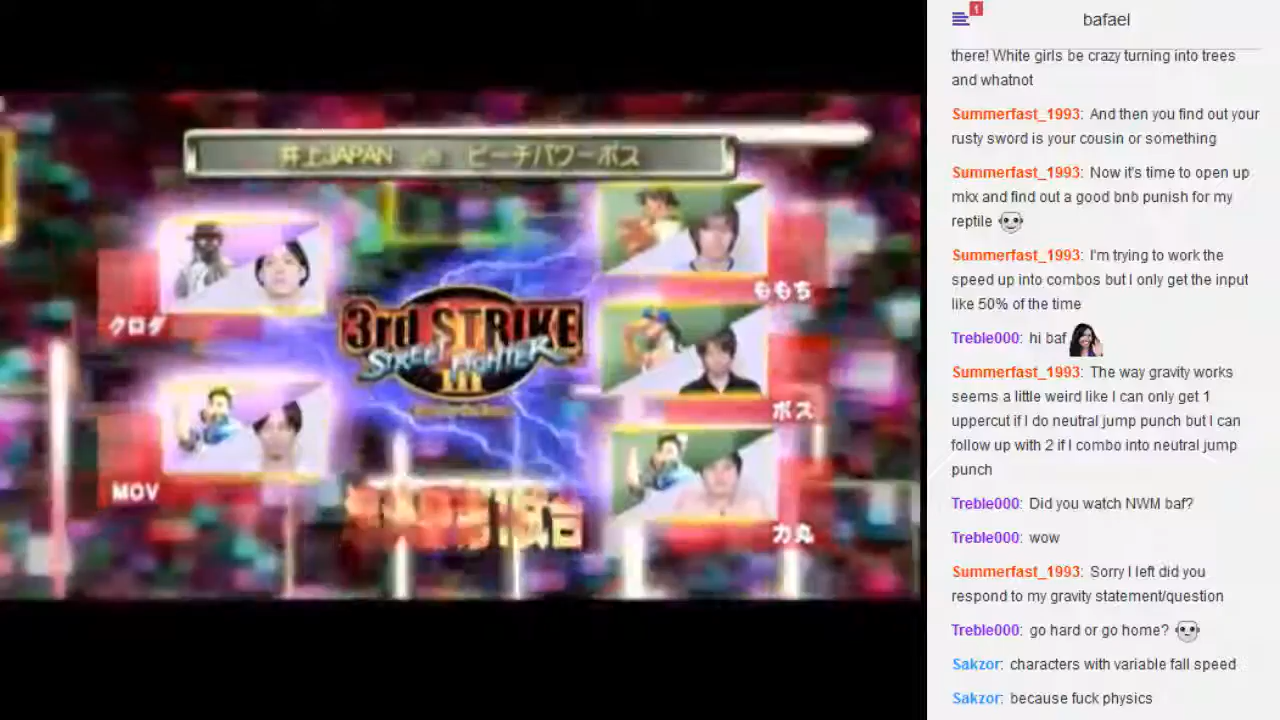 井上JAPAN vs ピーチパワーボス
クロダ
MOV
3rd STRIKE
STREET FIGHTER
III
ももち
ボス
力丸
1
bafael
there! White girls be crazy turning into trees
and whatnot
Summerfast_1993: And then you find out your
rusty sword is your cousin or something
Summerfast_1993: Now it's time to open up
mkx and find out a good bnb punish for my
reptile
Summerfast_1993: I'm trying to work the
speed up into combos but I only get the input
like 50% of the time
Treble000: hi baf
Summerfast_1993: The way gravity works
seems a little weird like I can only get 1
uppercut if I do neutral jump punch but I can
follow up with 2 if I combo into neutral jump
punch
Treble000: Did you watch NWM baf?
Treble000: wow
Summerfast_1993: Sorry I left did you
respond to my gravity statement/question
Treble000: go hard or go home?
Sakzor: characters with variable fall speed
Sakzor: because fuck physics